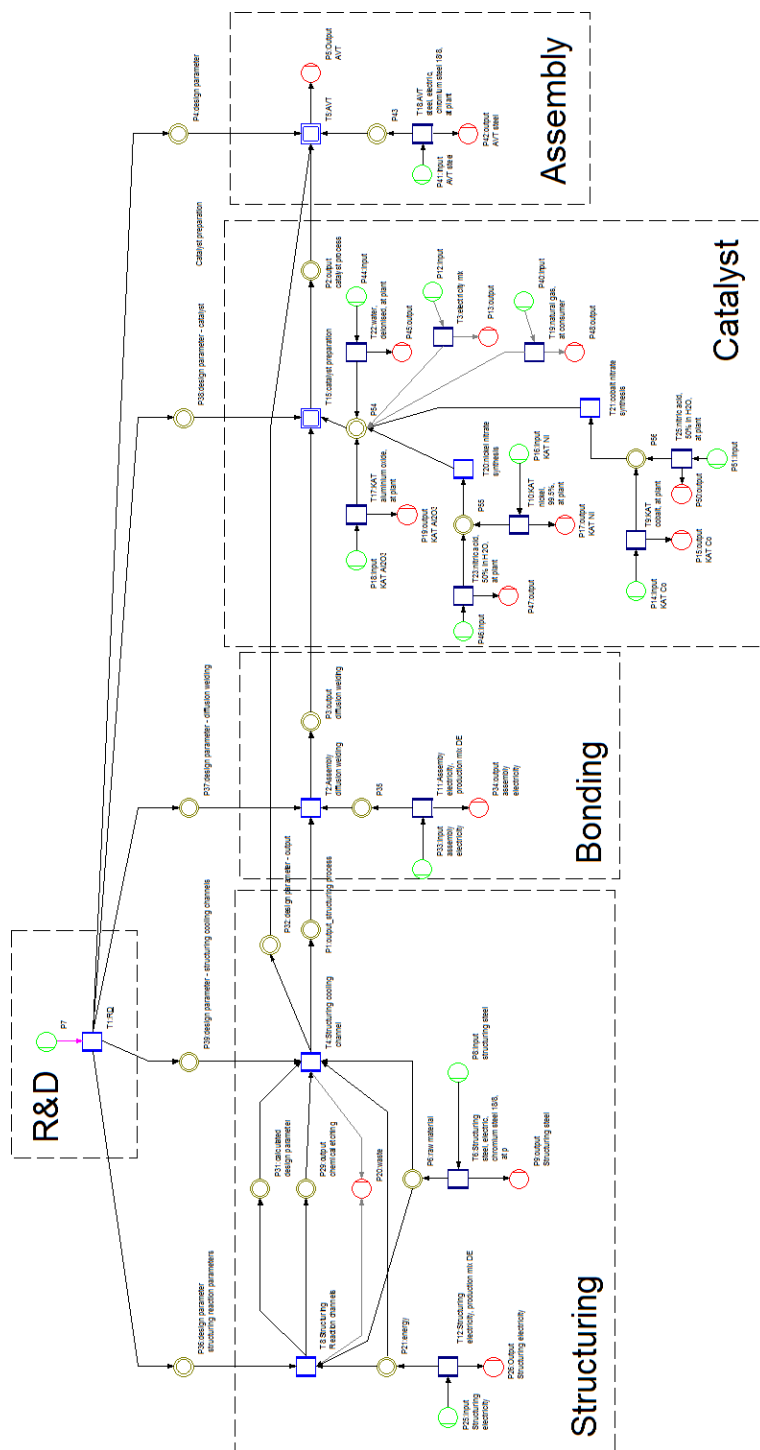 R&D
P7
T1:RQ
P36:design parameter
structuring reaction parameters
P39:design parameter - structuring cooling channels
P37:design parameter - diffusion welding
P38:design parameter - catalyst
Catalyst preparation
P4:design parameter
P31:calculated
design parameter
P32:design parameter - output
P29:output
chemical etching
T8:Structuring
Reaction channels
T4:Structuring cooling
channel
P1:output_structuring process
P20:waste
P21:energy
P6:raw material
T12:Structuring
electricity, production mix DE
P25:Input
Structuring
electricity
P26:Output
Structuring electricity
P8:Input
structuring steel
T6:Structuring
steel, electric,
chromium steel 18/8,
at p
P9:output
Structuring steel
Structuring
T2:Assembly
diffusion welding
P3:output
diffusion welding
P35
T11:Assembly
electricity,
production mix DE
P33:Input
assembly
electricity
P34:output
assembly
electricity
Bonding
T15:catalyst preparation
P2:output
catalyst process
P54
P44:Input
T22:water,
deionised, at plant
P45:output
T17:KAT
aluminium oxide,
at plant
P18:Input
KAT Al2O3
P19:output
KAT Al2O3
P12:Input
T3:electricity mix
P13:output
P40:Input
T19:natural gas,
at consumer
P48:output
T20:nickel nitrate
synthesis
P16:Input
KAT Ni
P55
T10:KAT
nickel,
99.5%,
at plant
P17:output
KAT Ni
T23:nitric acid,
50% in H2O,
at plant
P46:Input
P47:output
T21:cobalt nitrate
synthesis
P56
T25:nitric acid,
50% in H2O,
at plant
P51:Input
P50:output
T9:KAT
cobalt, at plant
P14:Input
KAT Co
P15:output
KAT Co
Catalyst
T5:AVT
P5:Output
AVT
P43
T18:AVT
steel, electric,
chromium steel 18/8,
at plant
P41:Input
AVT steel
P42:output
AVT steel
Assembly